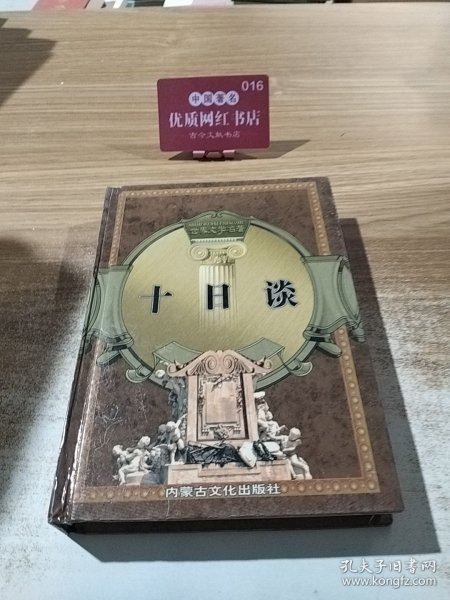 016
中国著名
优质网红书店
古今文献书店
世界文学名著
十日谈
内蒙古文化出版社
孔夫子旧书网
www.kongfz.com